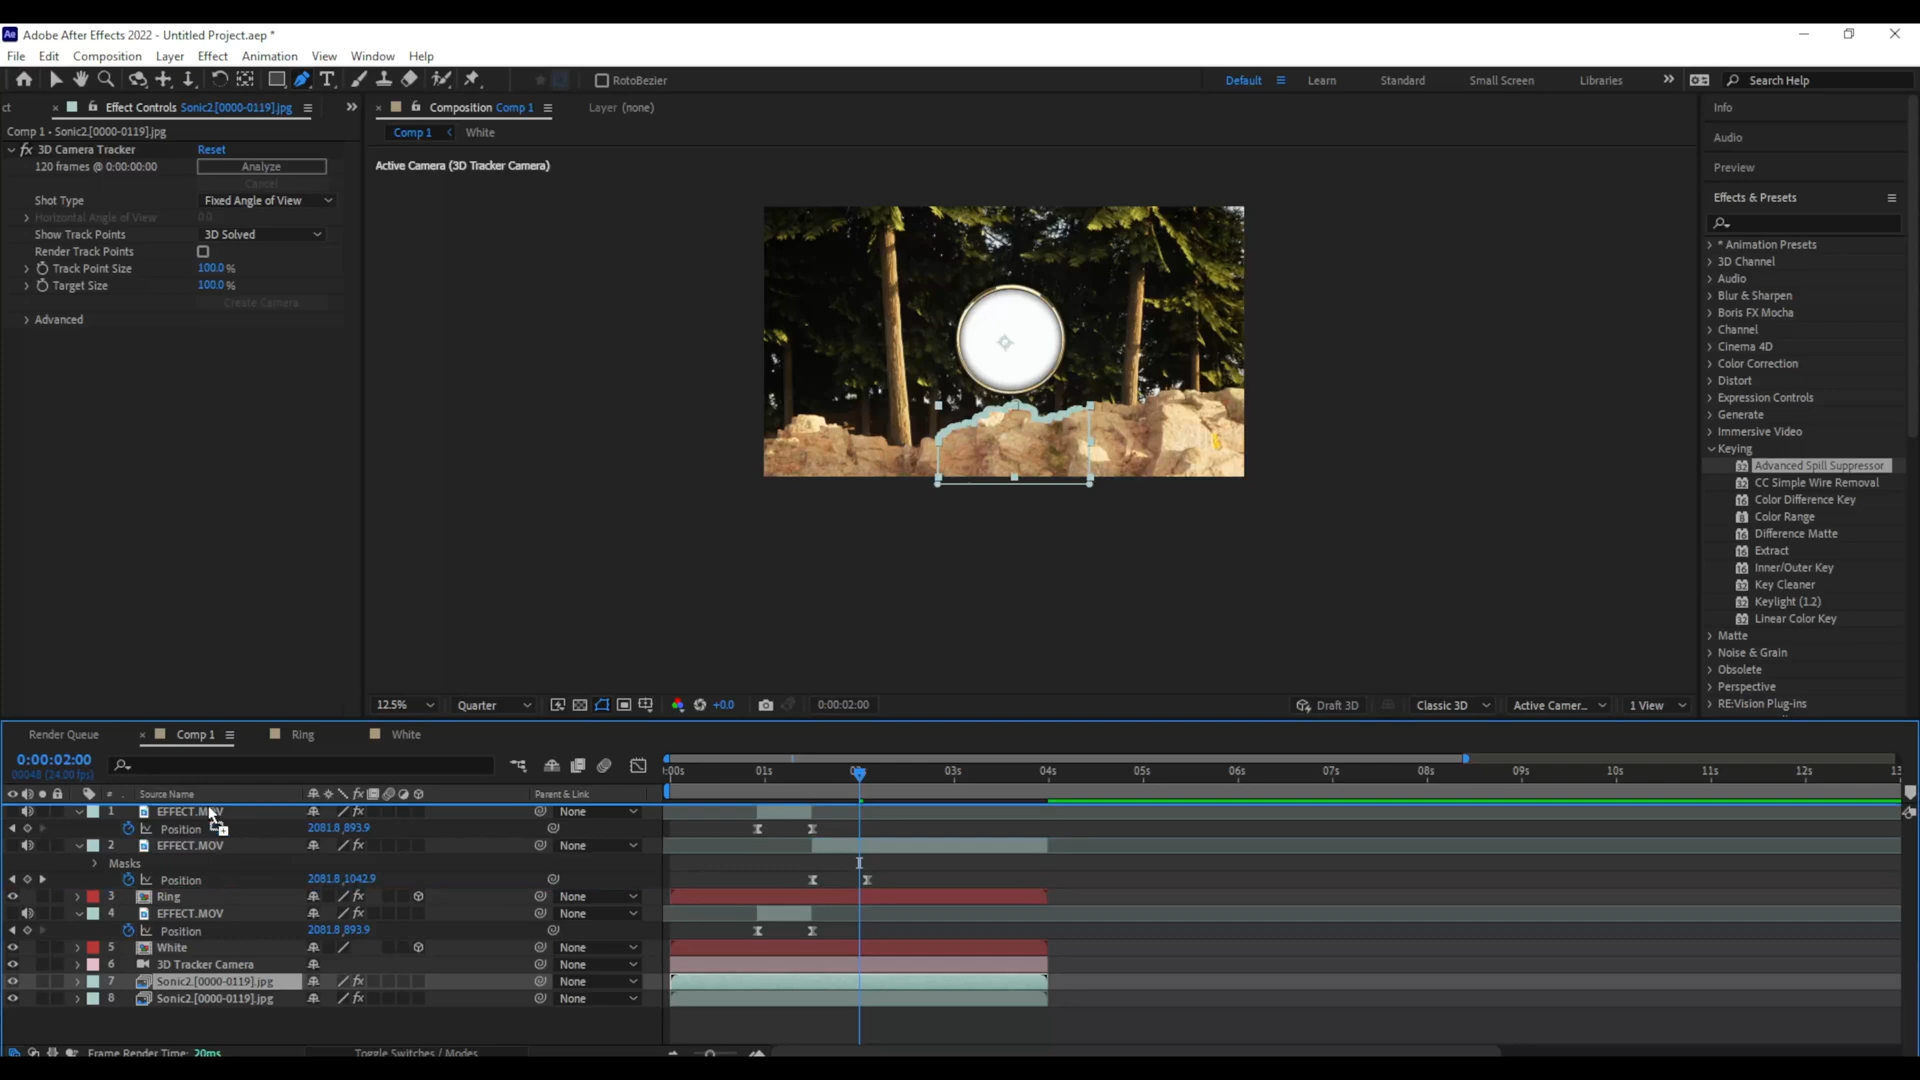 Adobe After Effects 2022 - Untitled Project.aep *
File Edit Composition Layer Effect Animation View Window Help
RotoBezier
Default Learn Standard Small Screen Libraries Search Help
ct Effect Controls Sonic2.[0000-0119].jpg
Composition Comp 1 Layer (none)
Comp 1 White
Comp 1 • Sonic2.[0000-0119].jpg
fx 3D Camera Tracker Reset
120 frames @ 0:00:00:00 Analyze
Cancel
Shot Type Fixed Angle of View
Horizontal Angle of View 0.0
Show Track Points 3D Solved
Render Track Points
Track Point Size 100.0 %
Target Size 100.0 %
Create Camera
Advanced
Active Camera (3D Tracker Camera)
Info
Audio
Preview
Effects & Presets
* Animation Presets
3D Channel
Audio
Blur & Sharpen
Boris FX Mocha
Channel
Cinema 4D
Color Correction
Distort
Expression Controls
Generate
Immersive Video
Keying
Advanced Spill Suppressor
CC Simple Wire Removal
Color Difference Key
Color Range
Difference Matte
Extract
Inner/Outer Key
Key Cleaner
Keylight (1.2)
Linear Color Key
Matte
Noise & Grain
Obsolete
Perspective
RE:Vision Plug-ins
12.5% Quarter +0.0 0:00:02:00 Draft 3D Classic 3D Active Camer... 1 View
Render Queue Comp 1 Ring White
0:00:02:00
00048 (24.00 fps)
:00s 01s 03s 04s 05s 06s 07s 08s 09s 10s 11s 12s 13
# Source Name Parent & Link
1 EFFECT.MOV None
Position 2081.8,893.9
2 EFFECT.MOV None
Masks
Position 2081.8,1042.9
3 Ring None
4 EFFECT.MOV None
Position 2081.8,893.9
5 White None
6 3D Tracker Camera None
7 Sonic2.[0000-0119].jpg None
8 Sonic2.[0000-0119].jpg None
Frame Render Time: 20ms Toggle Switches / Modes